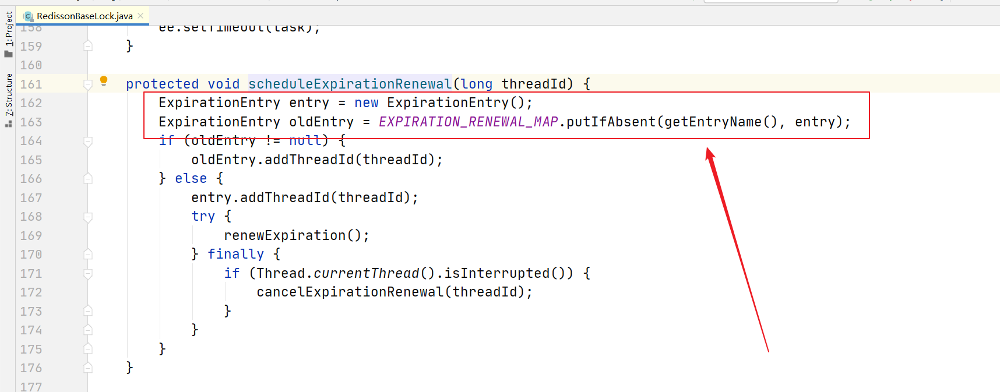 RedissonBaseLock.java
1: Project
7: Structure
158 ee.setTimeout(task);
159 }
160
161 protected void scheduleExpirationRenewal(long threadId) {
162 ExpirationEntry entry = new ExpirationEntry();
163 ExpirationEntry oldEntry = EXPIRATION_RENEWAL_MAP.putIfAbsent(getEntryName(), entry);
164 if (oldEntry != null) {
165 oldEntry.addThreadId(threadId);
166 } else {
167 entry.addThreadId(threadId);
168 try {
169 renewExpiration();
170 } finally {
171 if (Thread.currentThread().isInterrupted()) {
172 cancelExpirationRenewal(threadId);
173 }
174 }
175 }
176 }
177